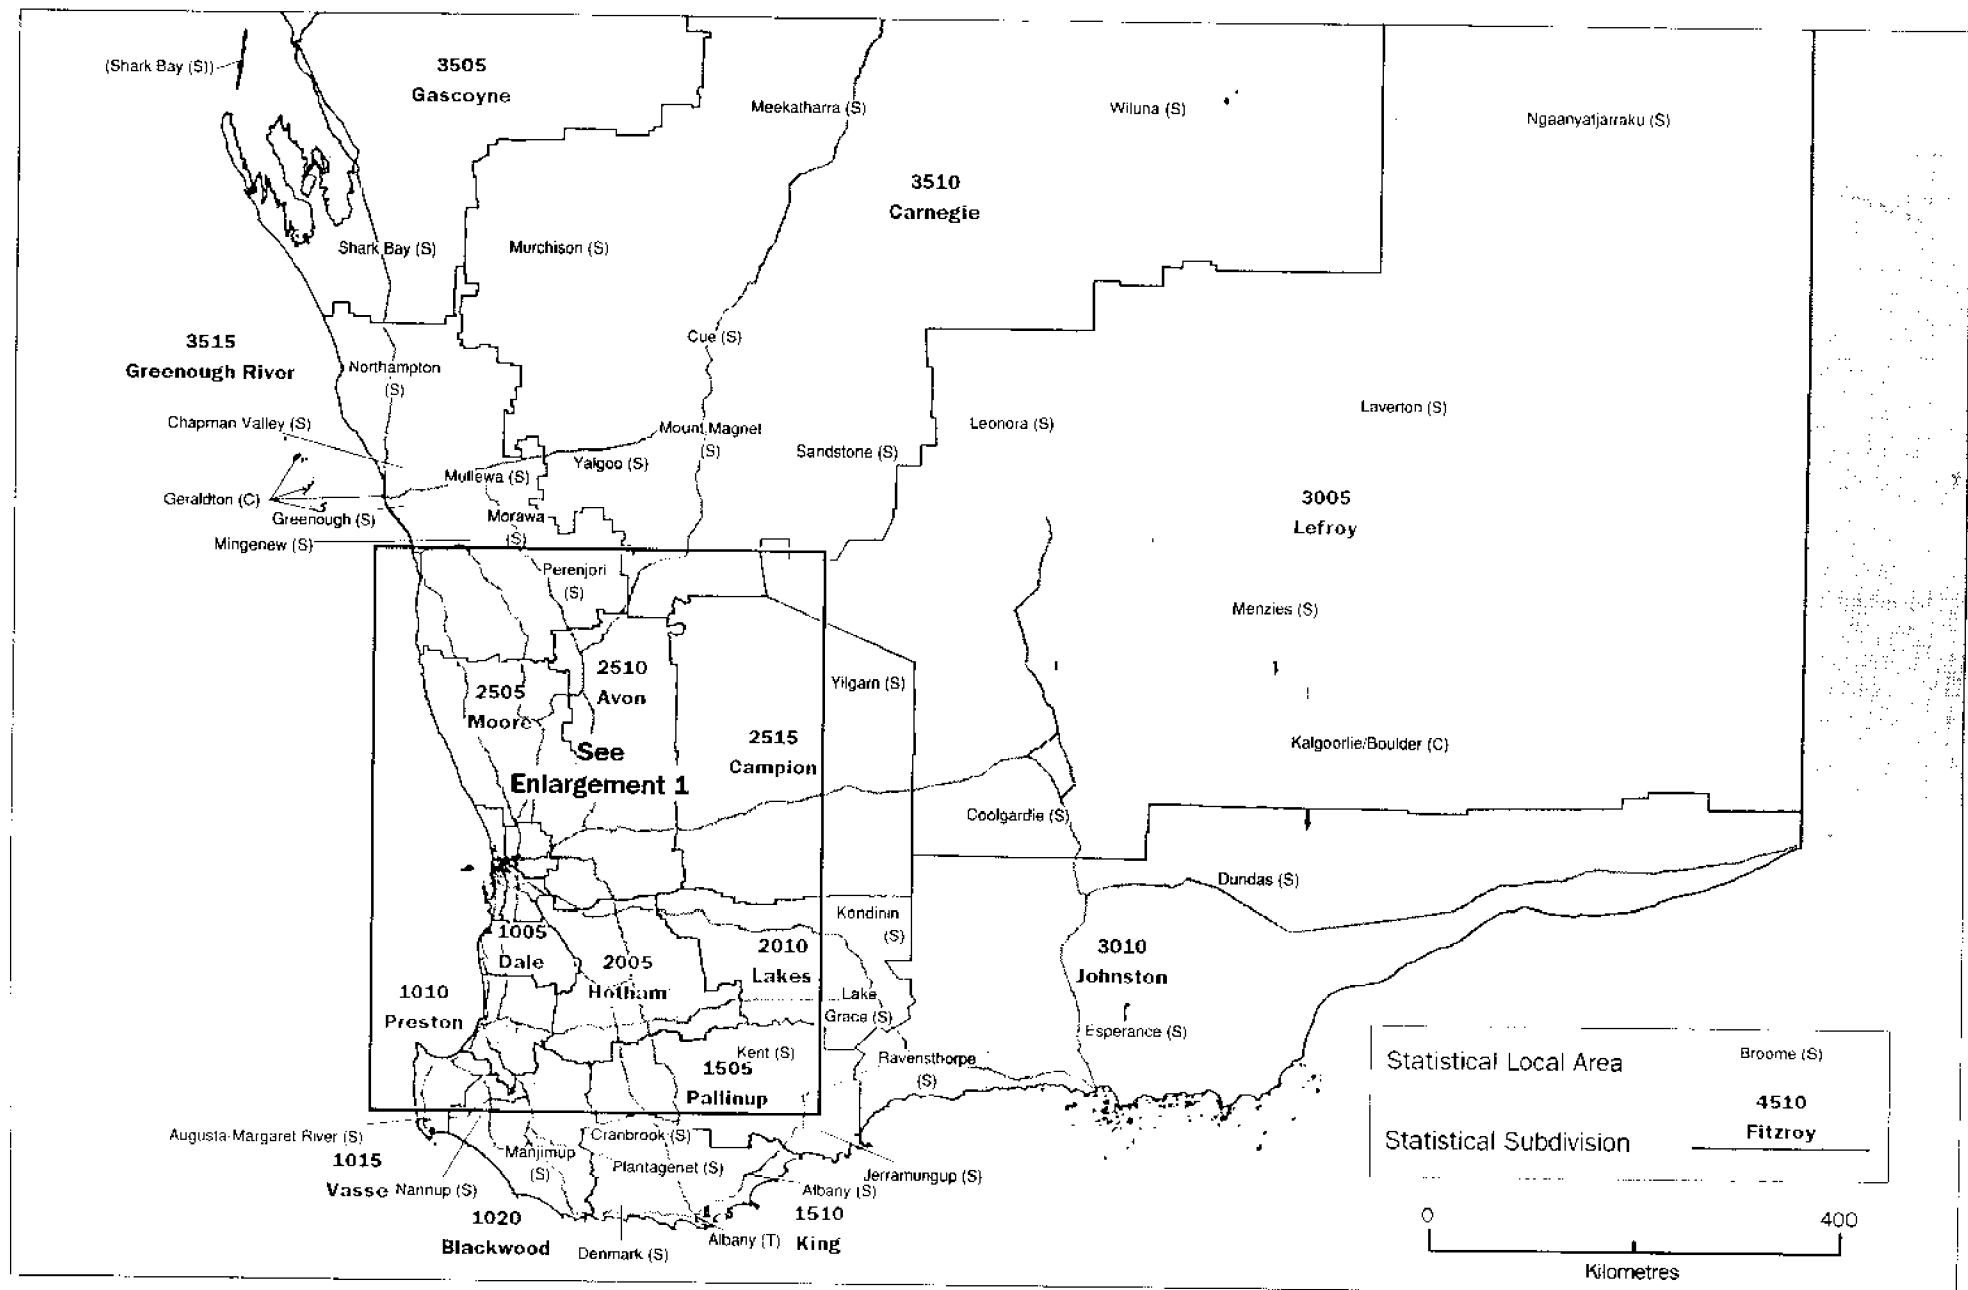 (Shark Bay (S))
3505
Gascoyne
Meekatharra (S)
Wiluna (S)
Ngaanyatjarraku (S)
3510
Carnegie
Shark Bay (S)
Murchison (S)
3515
Greenough River
Northampton
(S)
Cue (S)
Chapman Valley (S)
Mount Magnet
(S)
Sandstone (S)
Leonora (S)
Laverton (S)
Mullewa (S)
Yalgoo (S)
Geraldton (C)
Greenough (S)
Morawa
(S)
3005
Lefroy
Mingenew (S)
Perenjori
(S)
Menzies (S)
2510
Avon
2505
Moore
Yilgarn (S)
See
Enlargement 1
2515
Campion
Kalgoorlie/Boulder (C)
Coolgardie (S)
Dundas (S)
Kondinin
(S)
1005
Dale
2005
Hotham
2010
Lakes
3010
Johnston
1010
Preston
Lake
Grace (S)
Esperance (S)
Kent (S)
1505
Pallinup
Ravensthorpe
(S)
Augusta-Margaret River (S)
1015
Vasse
Nannup (S)
Manjimup
(S)
Cranbrook (S)
Plantagenet (S)
Jerramungup (S)
Albany (S)
1020
Blackwood
Denmark (S)
Albany (T)
1510
King
Statistical Local Area
Broome (S)
4510
Fitzroy
Statistical Subdivision
0
400
Kilometres